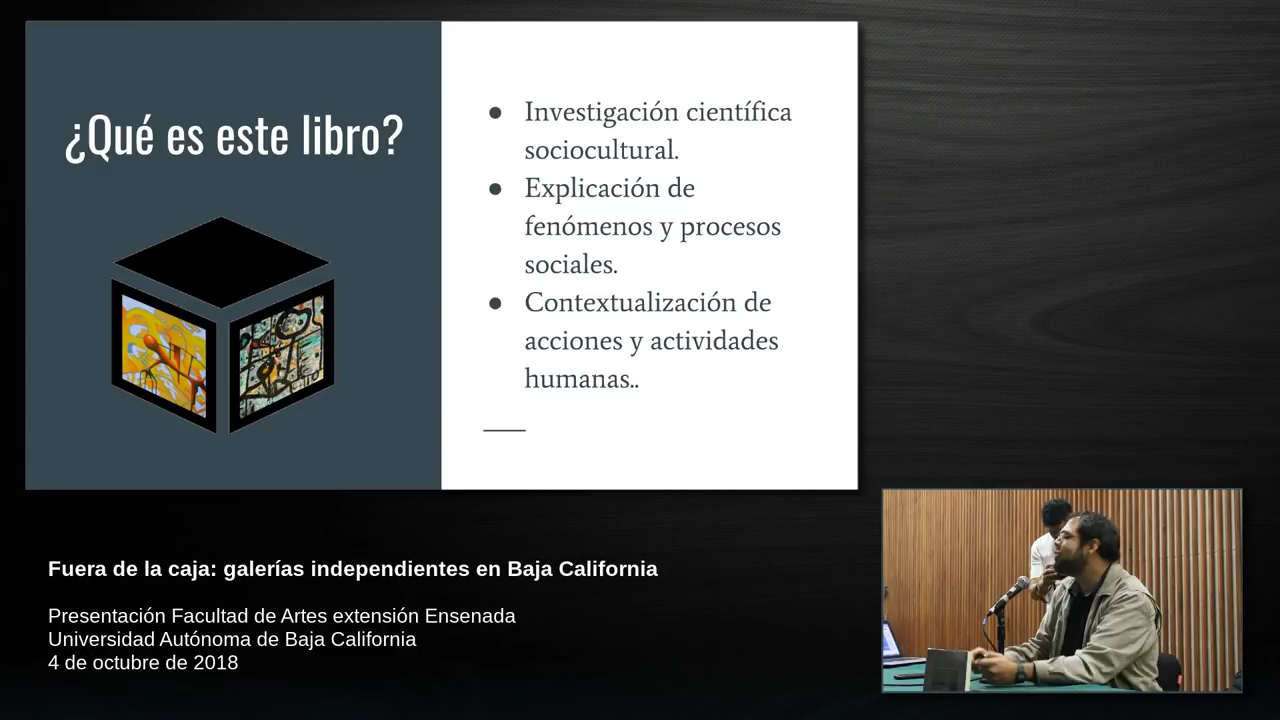 ¿Qué es este libro?
● Investigación científica
sociocultural.
● Explicación de
fenómenos y procesos
sociales.
● Contextualización de
acciones y actividades
humanas..
Fuera de la caja: galerías independientes en Baja California
Presentación Facultad de Artes extensión Ensenada
Universidad Autónoma de Baja California
4 de octubre de 2018